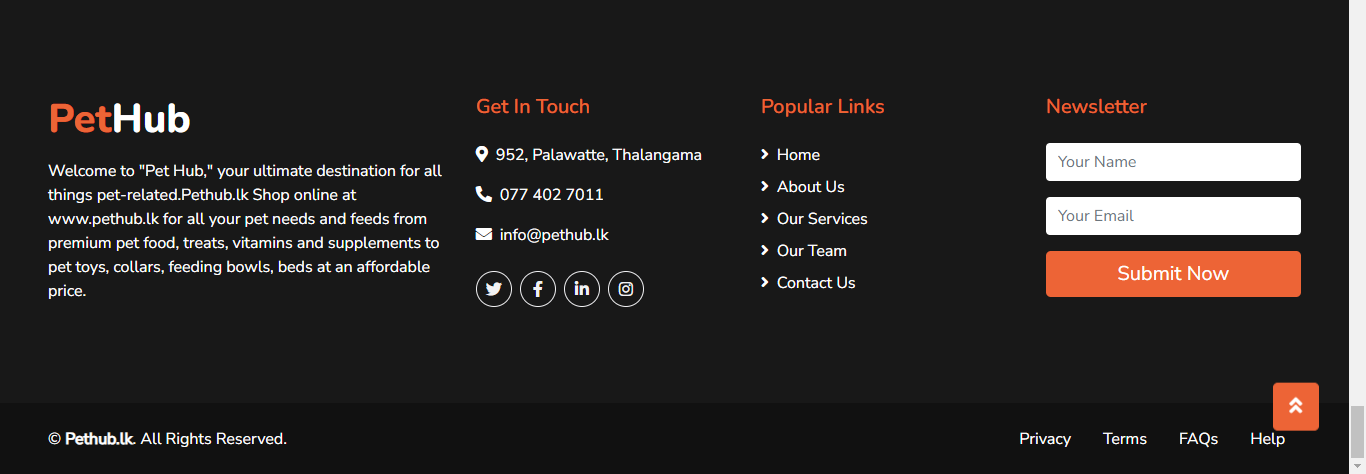 PetHub
Welcome to "Pet Hub," your ultimate destination for all
things pet-related.Pethub.lk Shop online at
www.pethub.lk for all your pet needs and feeds from
premium pet food, treats, vitamins and supplements to
pet toys, collars, feeding bowls, beds at an affordable
price.
Get In Touch
952, Palawatte, Thalangama
077 402 7011
info@pethub.lk
Popular Links
Home
About Us
Our Services
Our Team
Contact Us
Newsletter
Your Name
Your Email
Submit Now
© Pethub.lk. All Rights Reserved.
Privacy Terms FAQs Help